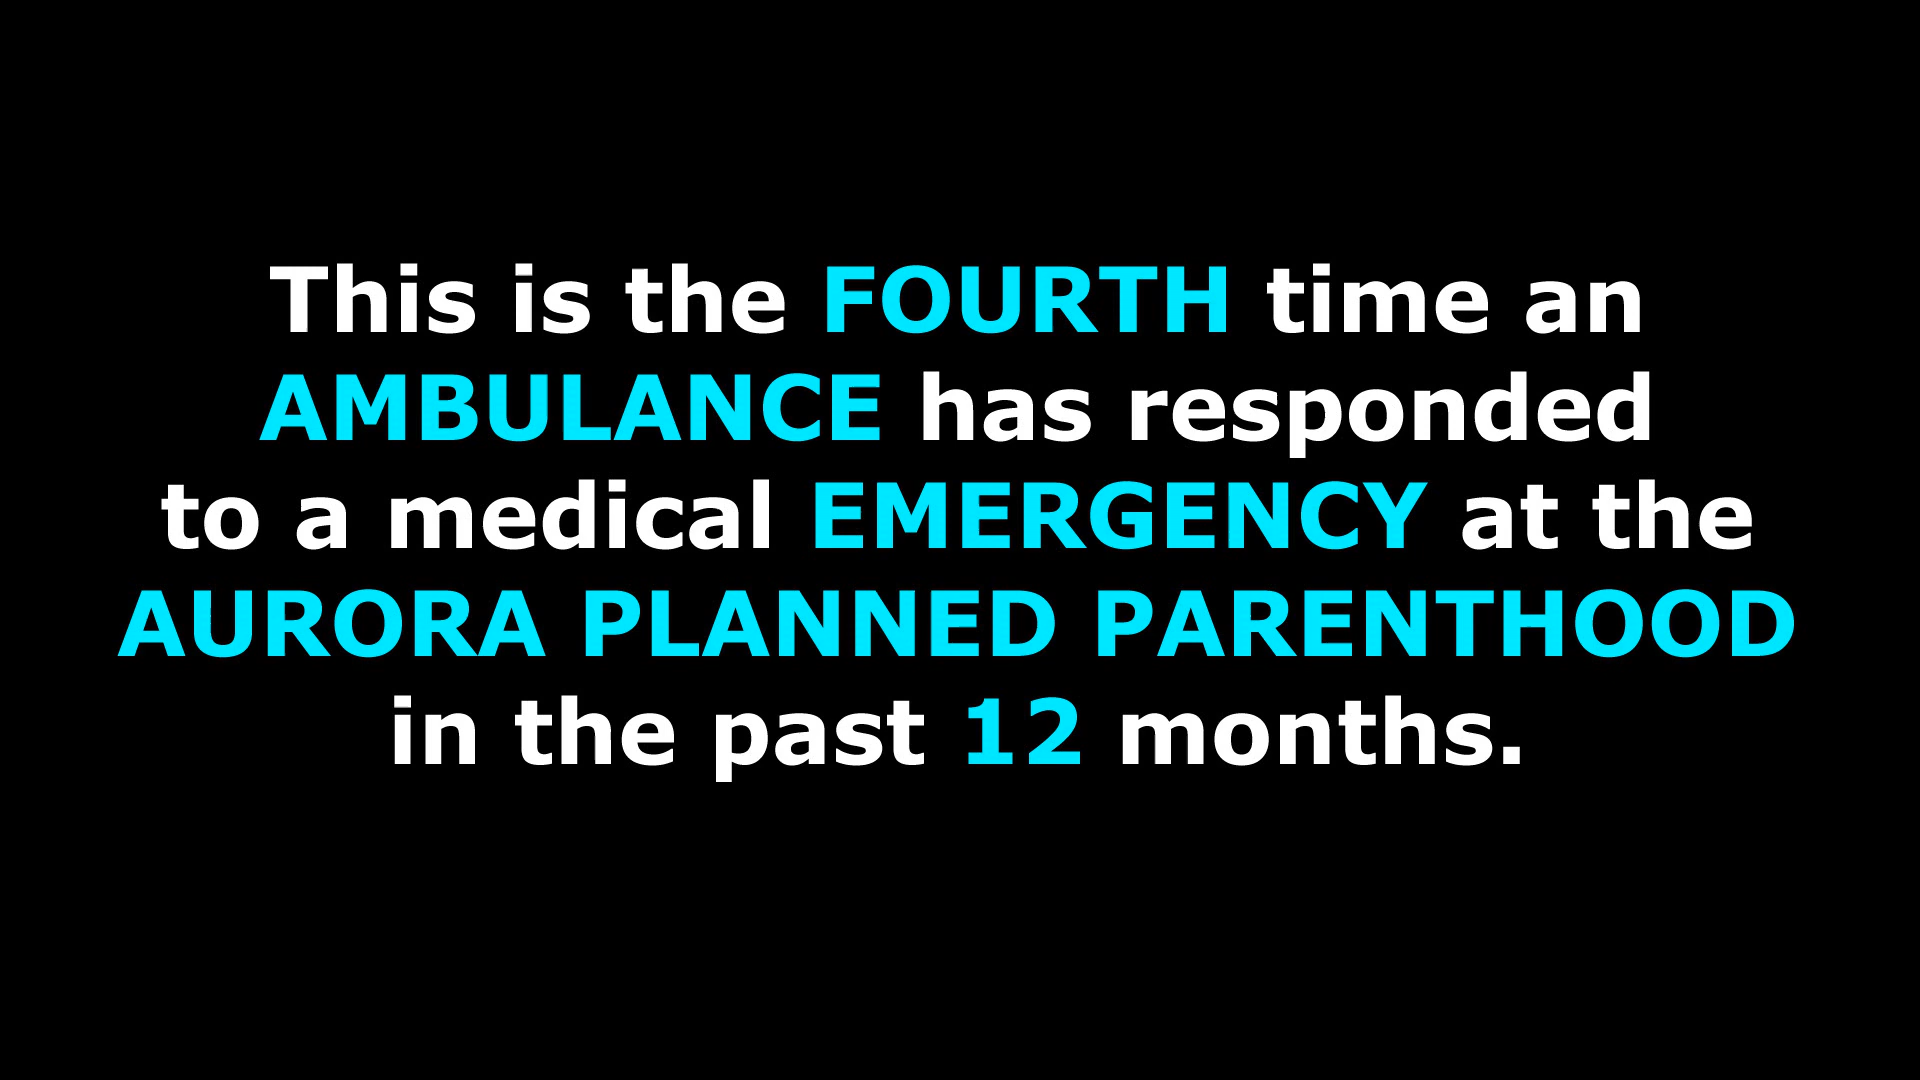 This is the FOURTH time an
AMBULANCE has responded
to a medical EMERGENCY at the
AURORA PLANNED PARENTHOOD
in the past 12 months.